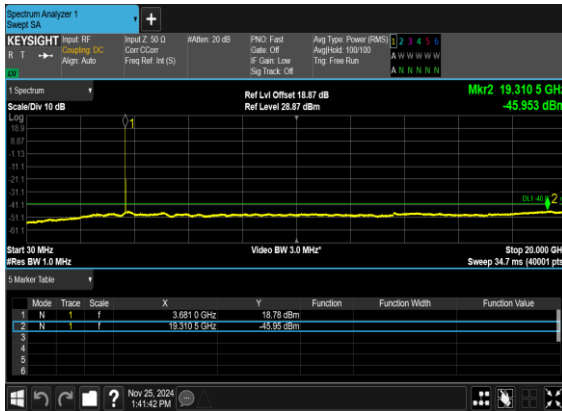 Spectrum Analyzer 1
Swept SA
+
KEYSIGHT Input: RF Input Z: 50 Ω #Atten: 20 dB PNO: Fast Avg Type: Power (RMS) 1 2 3 4 5 6
R T Coupling: DC Corr CCorr Gate: Off Avg|Hold: 100/100 A W W W W W
Align: Auto Freq Ref: Int (S) IF Gain: Low Trig: Free Run
LXI Sig Track: Off A N N N N N
1 Spectrum Ref Lvl Offset 18.87 dB Mkr2 19.310 5 GHz
Scale/Div 10 dB Ref Level 28.87 dBm -45.953 dBm
Log
18.9
8.87
-1.13
-11.1
-21.1
-31.1
-41.1
-51.1
-61.1
1
2
Start 30 MHz Video BW 3.0 MHz* Stop 20.000 GHz
#Res BW 1.0 MHz Sweep 34.7 ms (40001 pts)
5 Marker Table
Mode Trace Scale X Y Function Function Width Function Value
1 N 1 f 3.681 0 GHz 18.78 dBm
2 N 1 f 19.310 5 GHz -45.95 dBm
3
4
5
6
? Nov 25, 2024
1:41:42 PM